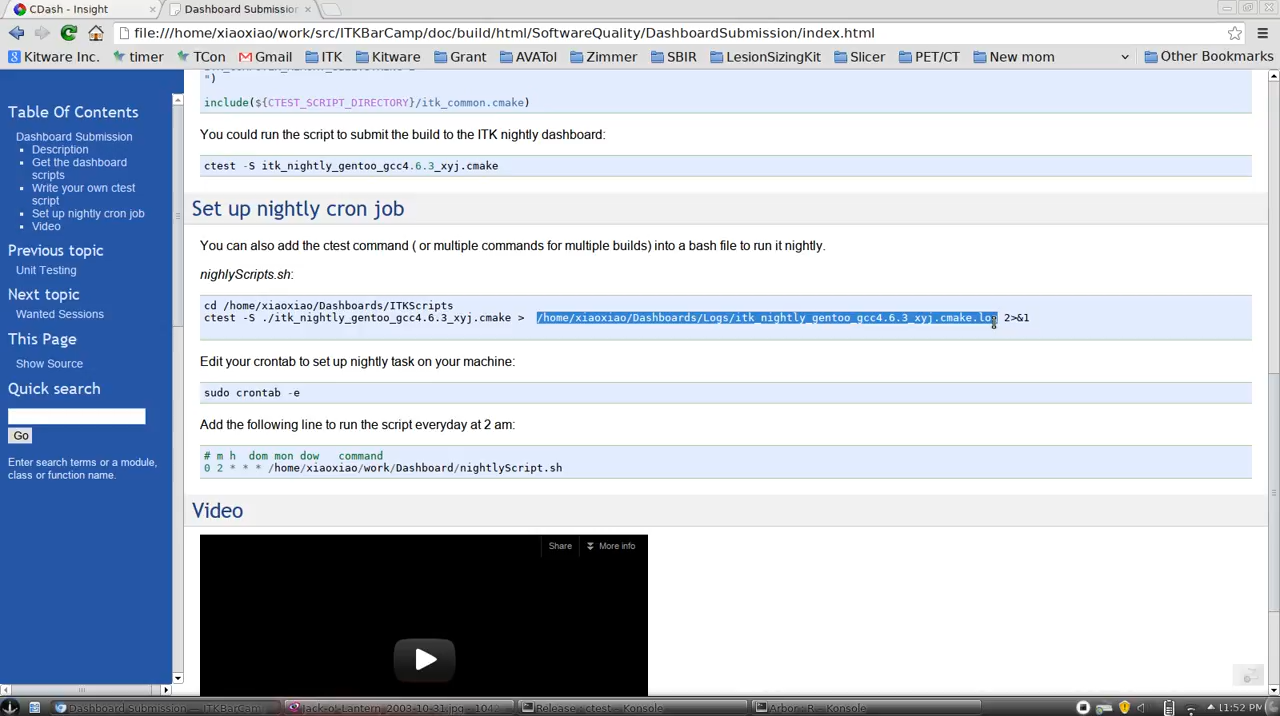 CDash - Insight
Dashboard Submission
file:///home/xiaoxiao/work/src/ITKBarCamp/doc/build/html/SoftwareQuality/DashboardSubmission/index.html
Kitware Inc. timer TCon Gmail ITK Kitware Grant AVATol Zimmer SBIR LesionSizingKit Slicer PET/CT New mom Other Bookmarks
Table Of Contents
Dashboard Submission
Description
Get the dashboard
scripts
Write your own ctest
script
Set up nightly cron job
Video
Previous topic
Unit Testing
Next topic
Wanted Sessions
This Page
Show Source
Quick search
Go
Enter search terms or a module,
class or function name.
")
include(${CTEST_SCRIPT_DIRECTORY}/itk_common.cmake)
You could run the script to submit the build to the ITK nightly dashboard:
ctest -S itk_nightly_gentoo_gcc4.6.3_xyj.cmake
Set up nightly cron job
You can also add the ctest command ( or multiple commands for multiple builds) into a bash file to run it nightly.
nighlyScripts.sh:
cd /home/xiaoxiao/Dashboards/ITKScripts
ctest -S ./itk_nightly_gentoo_gcc4.6.3_xyj.cmake > /home/xiaoxiao/Dashboards/Logs/itk_nightly_gentoo_gcc4.6.3_xyj.cmake.log 2>&1
Edit your crontab to set up nightly task on your machine:
sudo crontab -e
Add the following line to run the script everyday at 2 am:
# m h dom mon dow command
0 2 * * * /home/xiaoxiao/work/Dashboard/nightlyScript.sh
Video
Share More info
Dashboard Submission — ITKBarCa
Jack-o'-Lantern_2003-10-31.jpg - 1042
Release : ctest – Konsole
Arbor : R – Konsole
11:52 PM